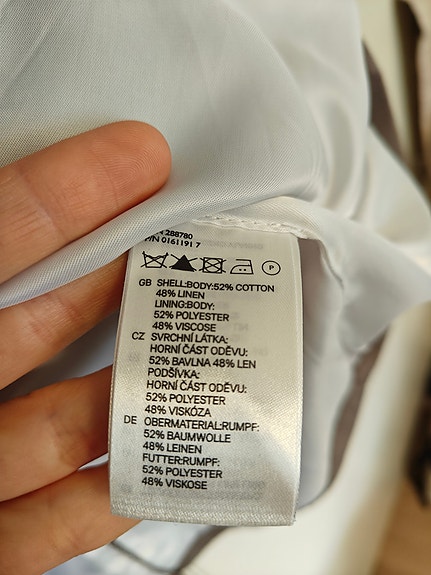 288780
P/N 0161191 7
P
GB SHELL:BODY:52% COTTON
48% LINEN
LINING:BODY:
52% POLYESTER
48% VISCOSE
CZ SVRCHNÍ LÁTKA:
HORNÍ ČÁST ODĚVU:
52% BAVLNA 48% LEN
PODŠÍVKA:
HORNÍ ČÁST ODĚVU:
52% POLYESTER
48% VISKÓZA
DE OBERMATERIAL:RUMPF:
52% BAUMWOLLE
48% LEINEN
FUTTER:RUMPF:
52% POLYESTER
48% VISKOSE